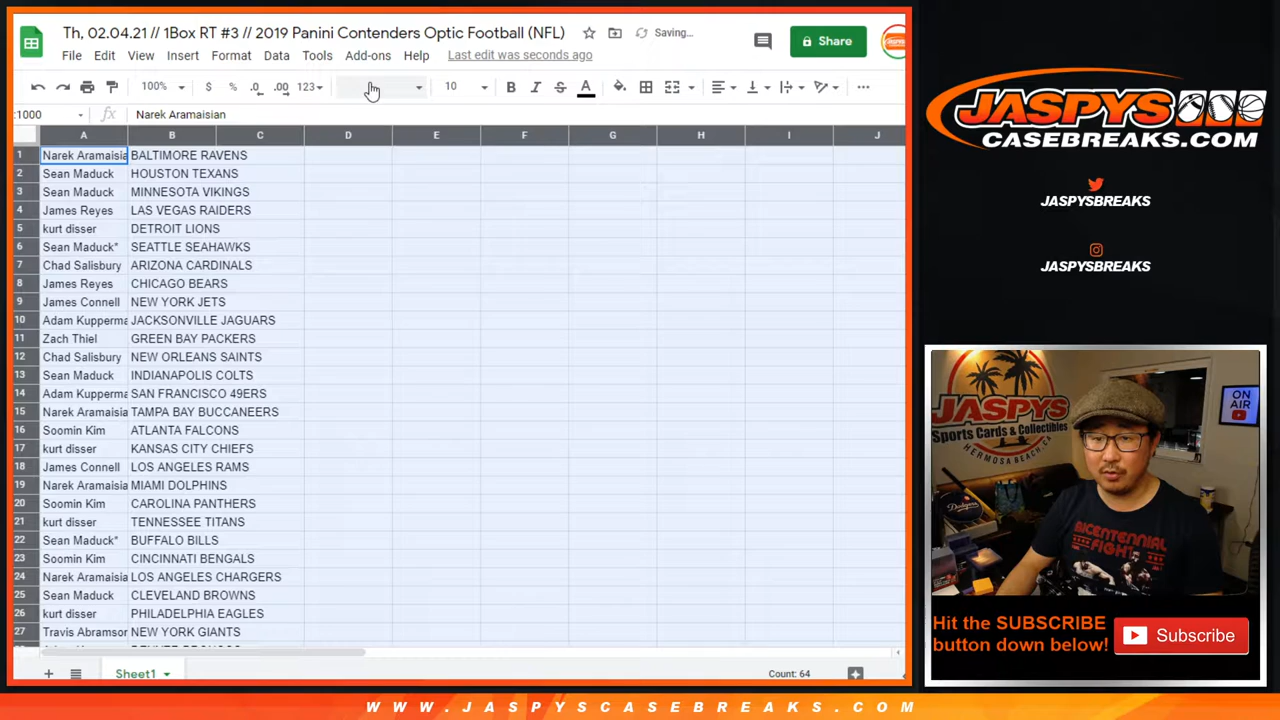 Th, 02.04.21 // 1Box RT #3 // 2019 Panini Contenders Optic Football (NFL) Saving...
File Edit View Insert Format Data Tools Add-ons Help Last edit was seconds ago
Share
100% $ % .0 .00 123 10 B I S A
:1000 fx Narek Aramaisian
A B C D E F G H I J
1 Narek Aramaisia BALTIMORE RAVENS
2 Sean Maduck HOUSTON TEXANS
3 Sean Maduck MINNESOTA VIKINGS
4 James Reyes LAS VEGAS RAIDERS
5 kurt disser DETROIT LIONS
6 Sean Maduck* SEATTLE SEAHAWKS
7 Chad Salisbury ARIZONA CARDINALS
8 James Reyes CHICAGO BEARS
9 James Connell NEW YORK JETS
10 Adam Kupperma JACKSONVILLE JAGUARS
11 Zach Thiel GREEN BAY PACKERS
12 Chad Salisbury NEW ORLEANS SAINTS
13 Sean Maduck INDIANAPOLIS COLTS
14 Adam Kupperma SAN FRANCISCO 49ERS
15 Narek Aramaisia TAMPA BAY BUCCANEERS
16 Soomin Kim ATLANTA FALCONS
17 kurt disser KANSAS CITY CHIEFS
18 James Connell LOS ANGELES RAMS
19 Narek Aramaisia MIAMI DOLPHINS
20 Soomin Kim CAROLINA PANTHERS
21 kurt disser TENNESSEE TITANS
22 Sean Maduck* BUFFALO BILLS
23 Soomin Kim CINCINNATI BENGALS
24 Narek Aramaisia LOS ANGELES CHARGERS
25 Sean Maduck CLEVELAND BROWNS
26 kurt disser PHILADELPHIA EAGLES
27 Travis Abramson NEW YORK GIANTS
Sheet1
Count: 64
JASPYS
CASEBREAKS.COM
JASPYSBREAKS
JASPYSBREAKS
JASPYS
Sports Cards & Collectibles
HERMOSA BEACH, CA
ON AIR
Dodgers
BICENTENNIAL
FIGHT
Hit the SUBSCRIBE
button down below!
Subscribe
WWW.JASPYSCASEBREAKS.COM